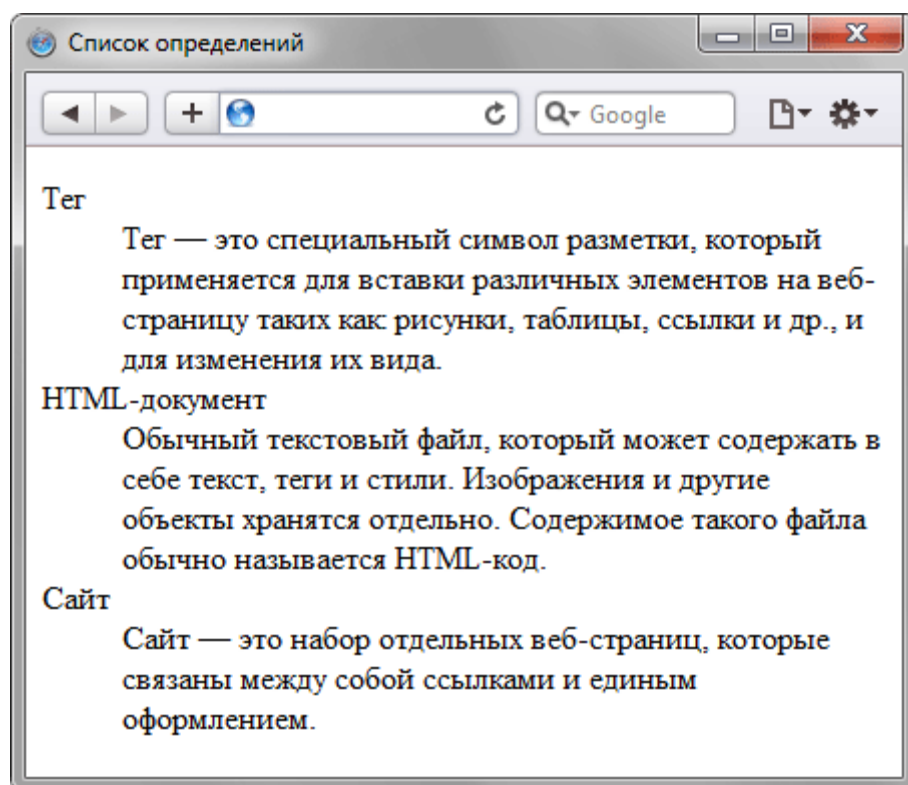 Список определений
Google
Тег
Тег — это специальный символ разметки, который
применяется для вставки различных элементов на веб-
страницу таких как: рисунки, таблицы, ссылки и др., и
для изменения их вида.
HTML-документ
Обычный текстовый файл, который может содержать в
себе текст, теги и стили. Изображения и другие
объекты хранятся отдельно. Содержимое такого файла
обычно называется HTML-код.
Сайт
Сайт — это набор отдельных веб-страниц, которые
связаны между собой ссылками и единым
оформлением.